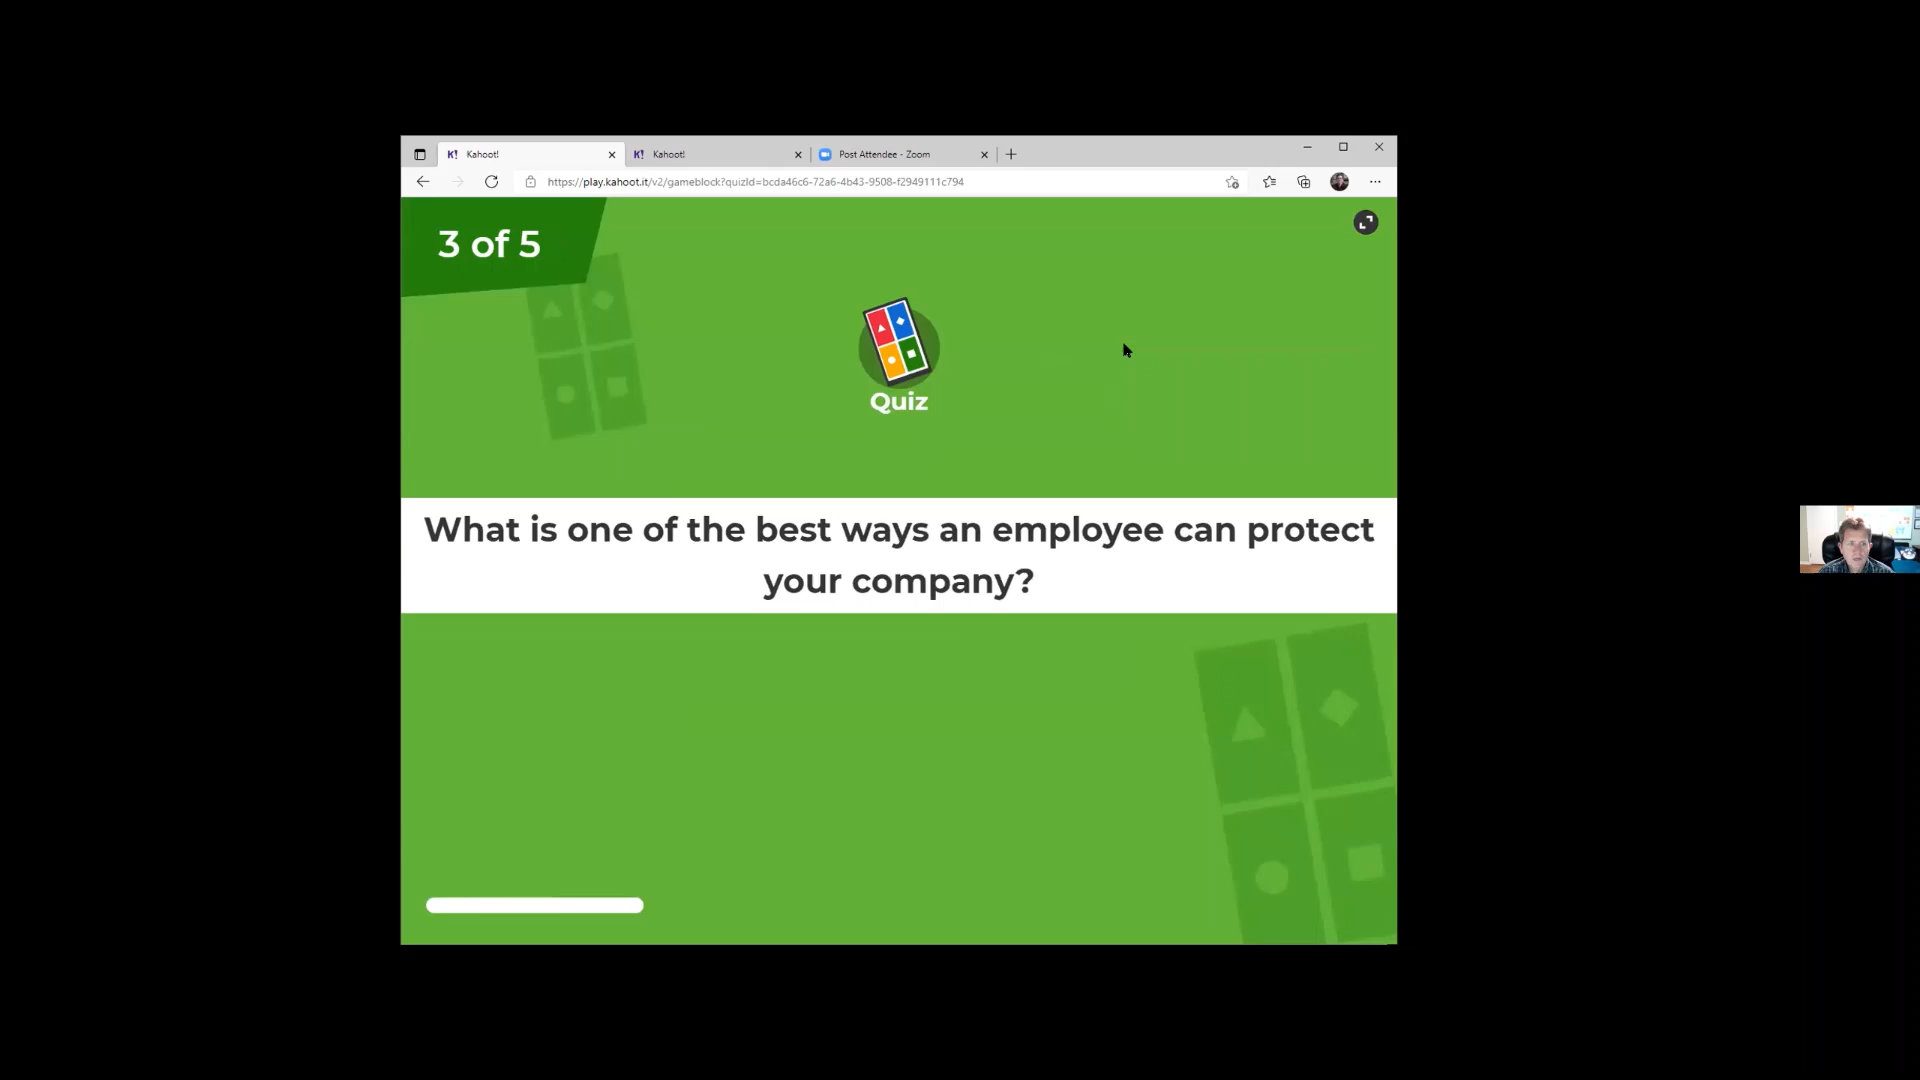 K! Kahoot!
K! Kahoot!
Post Attendee - Zoom
https://play.kahoot.it/v2/gameblock?quizId=bcda46c6-72a6-4b43-9508-f2949111c794
3 of 5
Quiz
What is one of the best ways an employee can protect
your company?